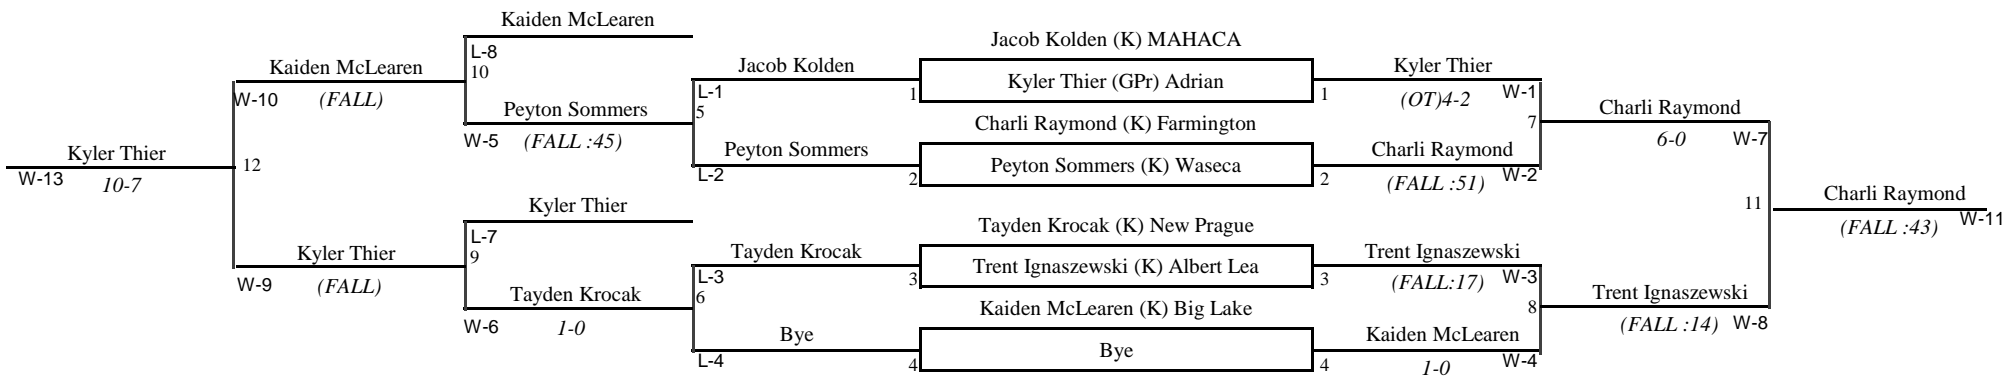 Kaiden McLearen
L-8
10
Kaiden McLearen
W-10
(FALL)
Peyton Sommers
W-5
(FALL :45)
Kyler Thier
W-13
10-7
12
Kyler Thier
L-7
9
Kyler Thier
W-9
(FALL)
Tayden Krocak
W-6
1-0
Jacob Kolden
L-1
5
Peyton Sommers
L-2
Tayden Krocak
L-3
6
Bye
L-4
Jacob Kolden (K) MAHACA
1
Kyler Thier (GPr) Adrian
1
Charli Raymond (K) Farmington
2
Peyton Sommers (K) Waseca
2
Tayden Krocak (K) New Prague
3
Trent Ignaszewski (K) Albert Lea
3
Kaiden McLearen (K) Big Lake
4
Bye
4
Kyler Thier
(OT)4-2
W-1
7
Charli Raymond
(FALL :51)
W-2
Trent Ignaszewski
(FALL:17)
W-3
8
Kaiden McLearen
1-0
W-4
Charli Raymond
6-0
W-7
11
Trent Ignaszewski
(FALL :14)
W-8
Charli Raymond
(FALL :43)
W-11